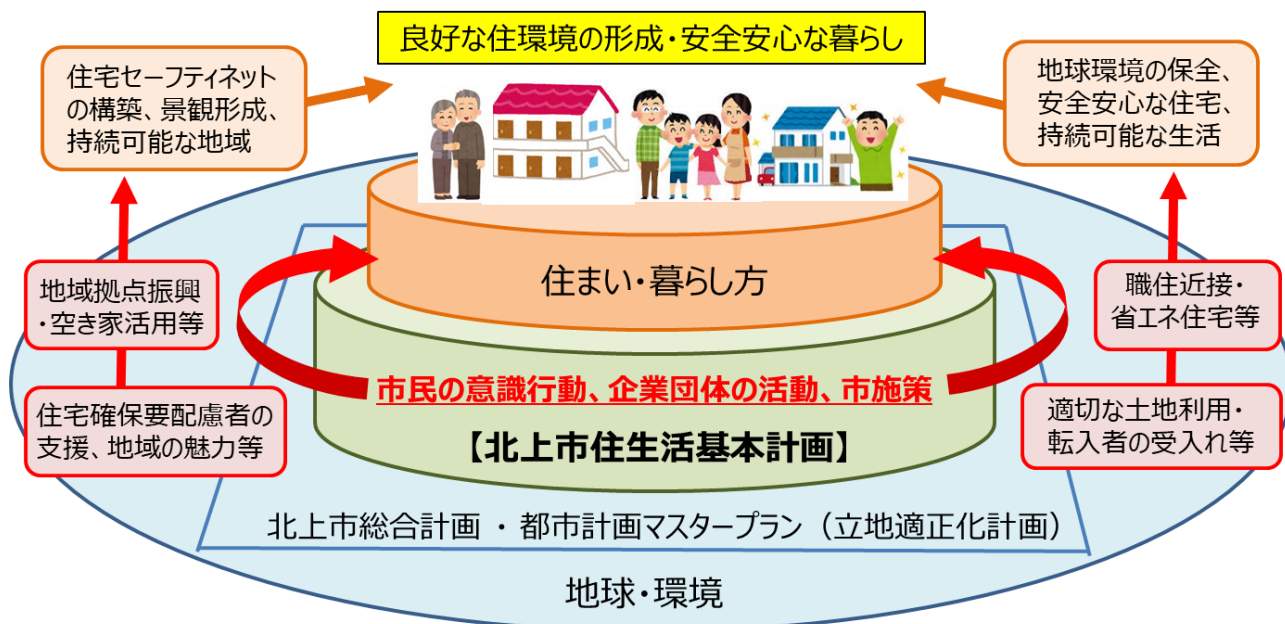 良好な住環境の形成・安全安心な暮らし
住宅セーフティネット
の構築、景観形成、
持続可能な地域
地球環境の保全、
安全安心な住宅、
持続可能な生活
住まい・暮らし方
地域拠点振興
・空き家活用等
職住近接・
省エネ住宅等
市民の意識行動、企業団体の活動、市施策
住宅確保要配慮者の
支援、地域の魅力等
適切な土地利用・
転入者の受入れ等
【北上市住生活基本計画】
北上市総合計画 ・ 都市計画マスタープラン（立地適正化計画）
地球・環境